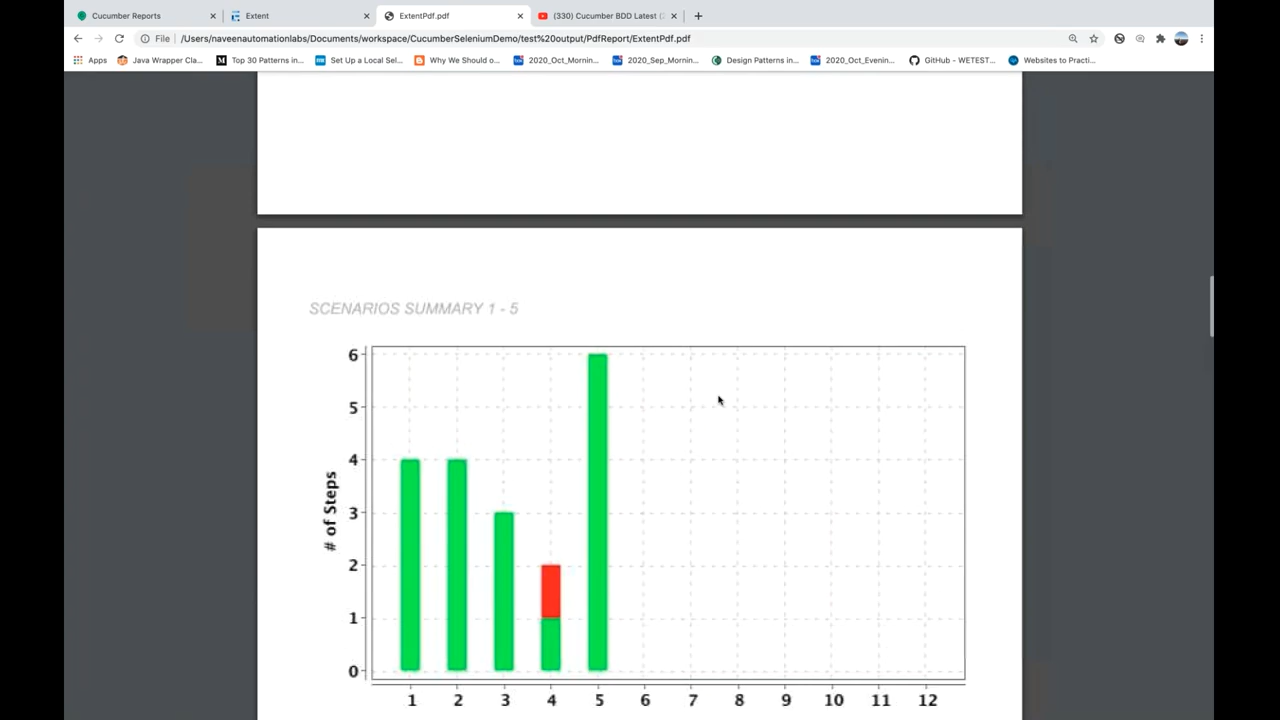 Cucumber Reports
Extent
ExtentPdf.pdf
(330) Cucumber BDD Latest (
File
/Users/naveenautomationlabs/Documents/workspace/CucumberSeleniumDemo/test%20output/PdfReport/ExtentPdf.pdf
Apps
Java Wrapper Cla...
Top 30 Patterns in...
Set Up a Local Sel...
Why We Should o...
2020_Oct_Mornin...
2020_Sep_Mornin...
Design Patterns in...
2020_Oct_Evenin...
GitHub - WETEST...
Websites to Practi...
SCENARIOS SUMMARY 1 - 5
# of Steps
6
5
4
3
2
1
0
1 2 3 4 5 6 7 8 9 10 11 12